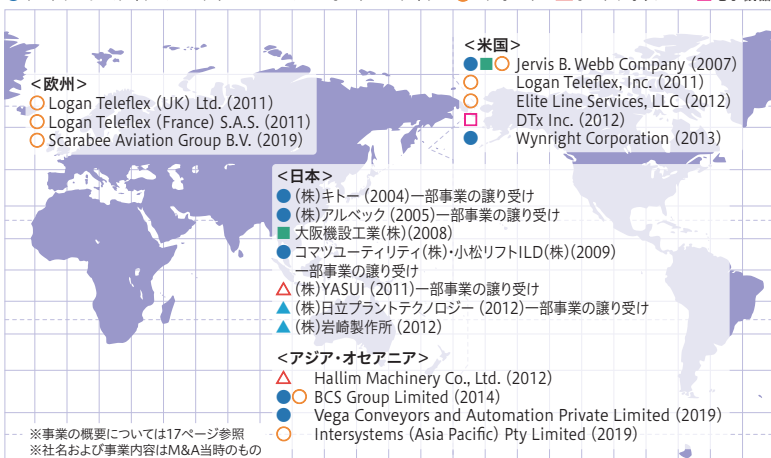 <欧州>
Logan Teleflex (UK) Ltd. (2011)
Logan Teleflex (France) S.A.S. (2011)
Scarabee Aviation Group B.V. (2019)
<米国>
Jervis B. Webb Company (2007)
Logan Teleflex, Inc. (2011)
Elite Line Services, LLC (2012)
DTx Inc. (2012)
Wynright Corporation (2013)
<日本>
(株)キトー (2004)一部事業の譲り受け
(株)アルベック (2005)一部事業の譲り受け
大阪機設工業(株)(2008)
コマツユーティリティ(株)・小松リフトILD(株)(2009)
一部事業の譲り受け
(株)YASUI (2011)一部事業の譲り受け
(株)日立プラントテクノロジー (2012)一部事業の譲り受け
(株)岩崎製作所 (2012)
<アジア・オセアニア>
Hallim Machinery Co., Ltd. (2012)
BCS Group Limited (2014)
Vega Conveyors and Automation Private Limited (2019)
Intersystems (Asia Pacific) Pty Limited (2019)
※事業の概要については17ページ参照
※社名および事業内容はM&A当時のもの